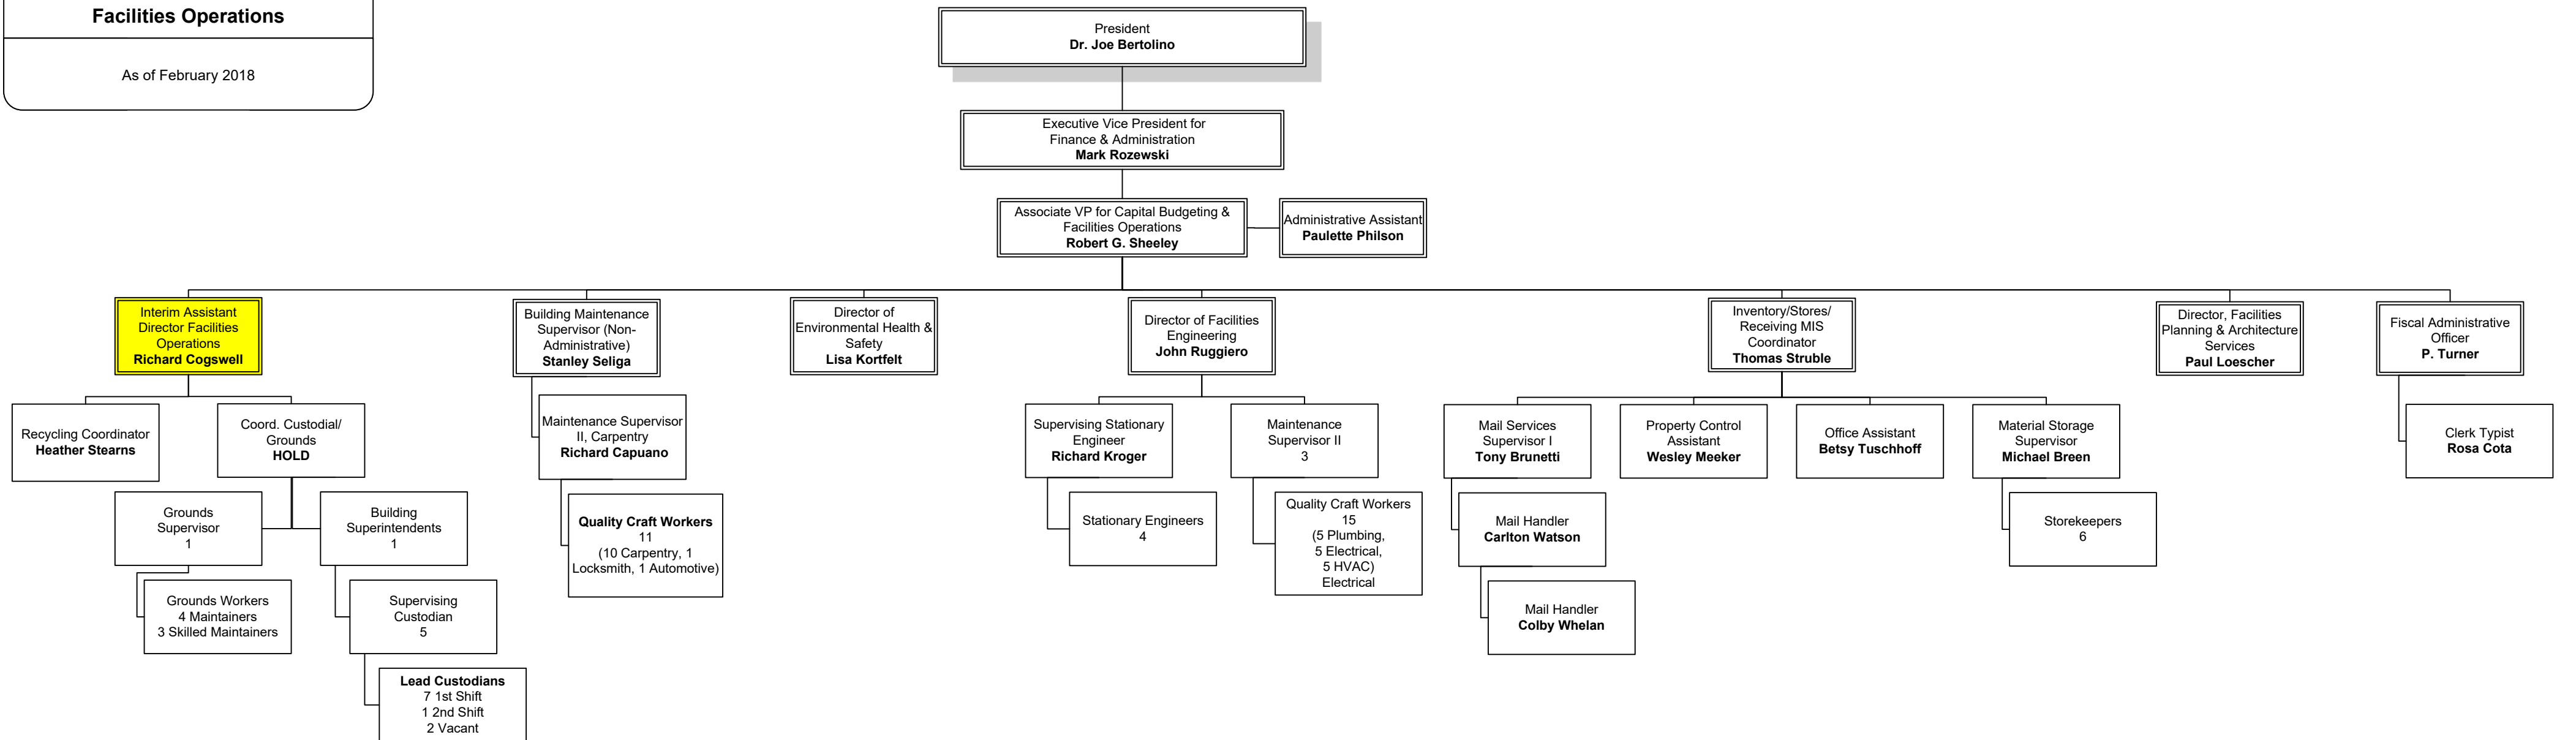 Facilities Operations
As of February 2018
President
Dr. Joe Bertolino
Executive Vice President for
Finance & Administration
Mark Rozewski
Associate VP for Capital Budgeting &
Facilities Operations
Robert G. Sheeley
Administrative Assistant
Paulette Philson
Interim Assistant
Director Facilities
Operations
Richard Cogswell
Building Maintenance
Supervisor (Non-
Administrative)
Stanley Seliga
Director of
Environmental Health &
Safety
Lisa Kortfelt
Director of Facilities
Engineering
John Ruggiero
Inventory/Stores/
Receiving MIS
Coordinator
Thomas Struble
Director, Facilities
Planning & Architecture
Services
Paul Loescher
Fiscal Administrative
Officer
P. Turner
Recycling Coordinator
Heather Stearns
Coord. Custodial/
Grounds
HOLD
Maintenance Supervisor
II, Carpentry
Richard Capuano
Supervising Stationary
Engineer
Richard Kroger
Maintenance
Supervisor II
3
Mail Services
Supervisor I
Tony Brunetti
Property Control
Assistant
Wesley Meeker
Office Assistant
Betsy Tuschhoff
Material Storage
Supervisor
Michael Breen
Clerk Typist
Rosa Cota
Grounds
Supervisor
1
Building
Superintendents
1
Quality Craft Workers
11
(10 Carpentry, 1
Locksmith, 1 Automotive)
Stationary Engineers
4
Quality Craft Workers
15
(5 Plumbing,
5 Electrical,
5 HVAC)
Electrical
Mail Handler
Carlton Watson
Storekeepers
6
Grounds Workers
4 Maintainers
3 Skilled Maintainers
Supervising
Custodian
5
Mail Handler
Colby Whelan
Lead Custodians
7 1st Shift
1 2nd Shift
2 Vacant